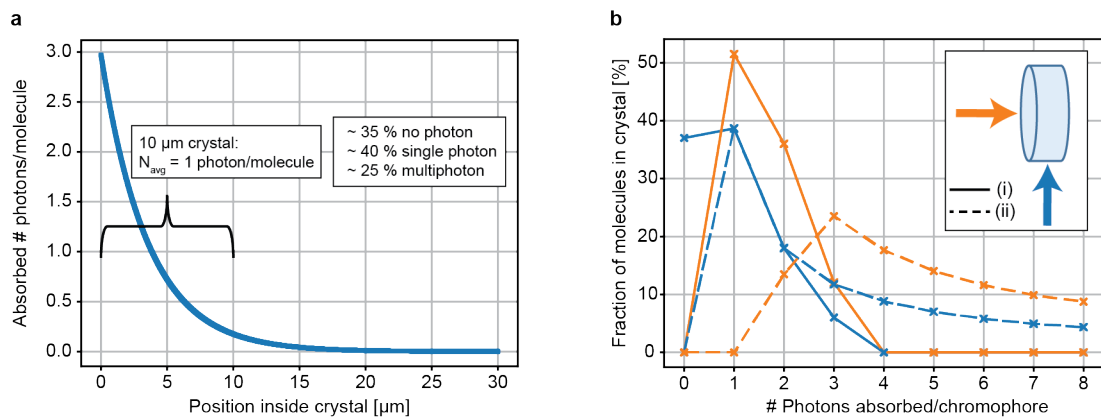 a
Absorbed # photons/molecule
3.0
2.5
2.0
1.5
1.0
0.5
0.0
10 µm crystal:
N_avg = 1 photon/molecule
~ 35 % no photon
~ 40 % single photon
~ 25 % multiphoton
0 5 10 15 20 25 30
Position inside crystal [µm]
b
Fraction of molecules in crystal [%]
50
40
30
20
10
0
(i)
(ii)
0 1 2 3 4 5 6 7 8
# Photons absorbed/chromophore